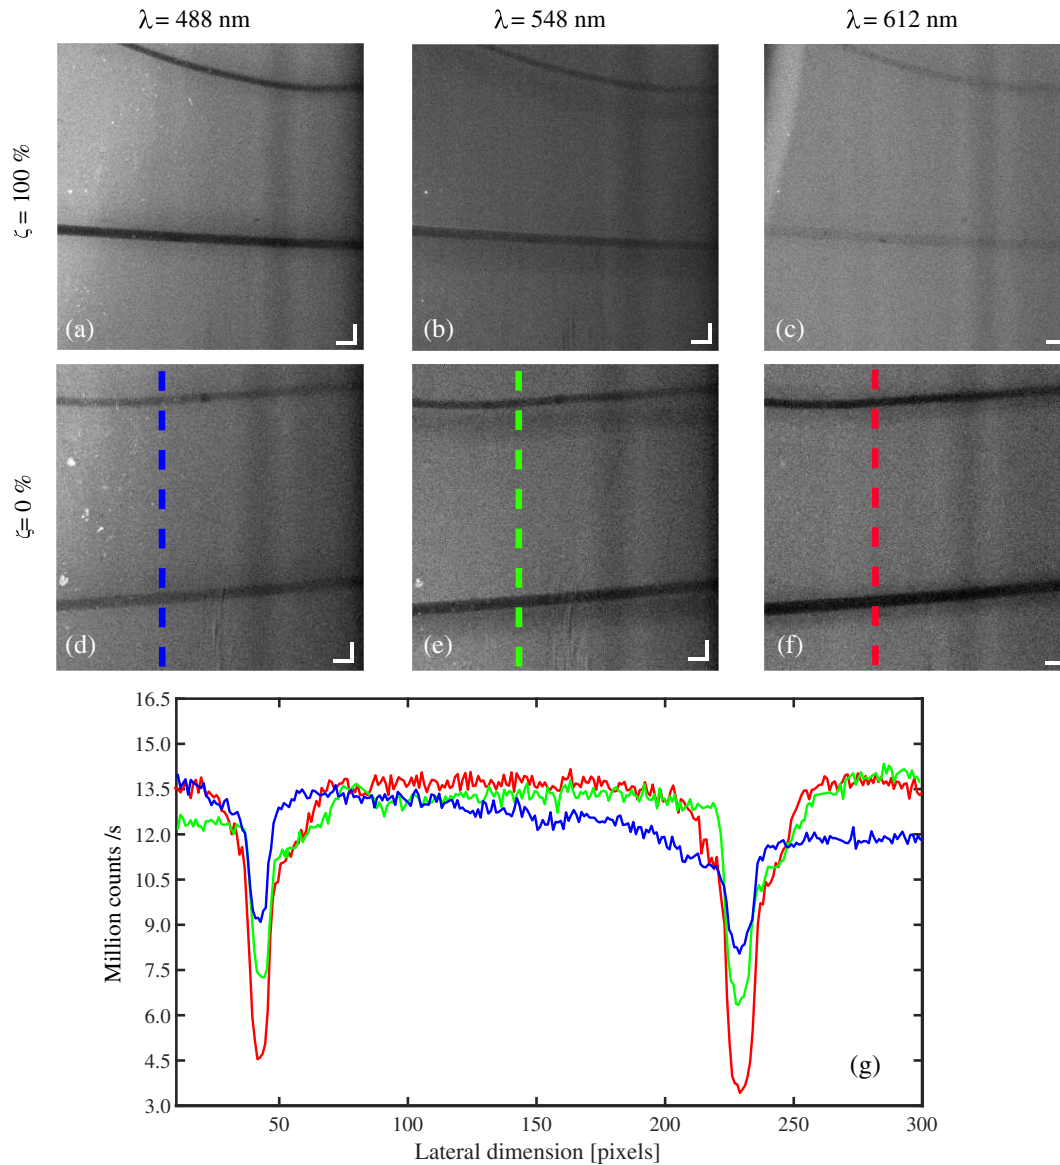 λ = 488 nm
λ = 548 nm
λ = 612 nm
ζ = 100 %
(a)
(b)
(c)
ζ= 0 %
(d)
(e)
(f)
16.5
15.0
13.5
12.0
10.5
9.0
7.5
6.0
4.5
3.0
Million counts /s
(g)
50
100
150
200
250
300
Lateral dimension [pixels]